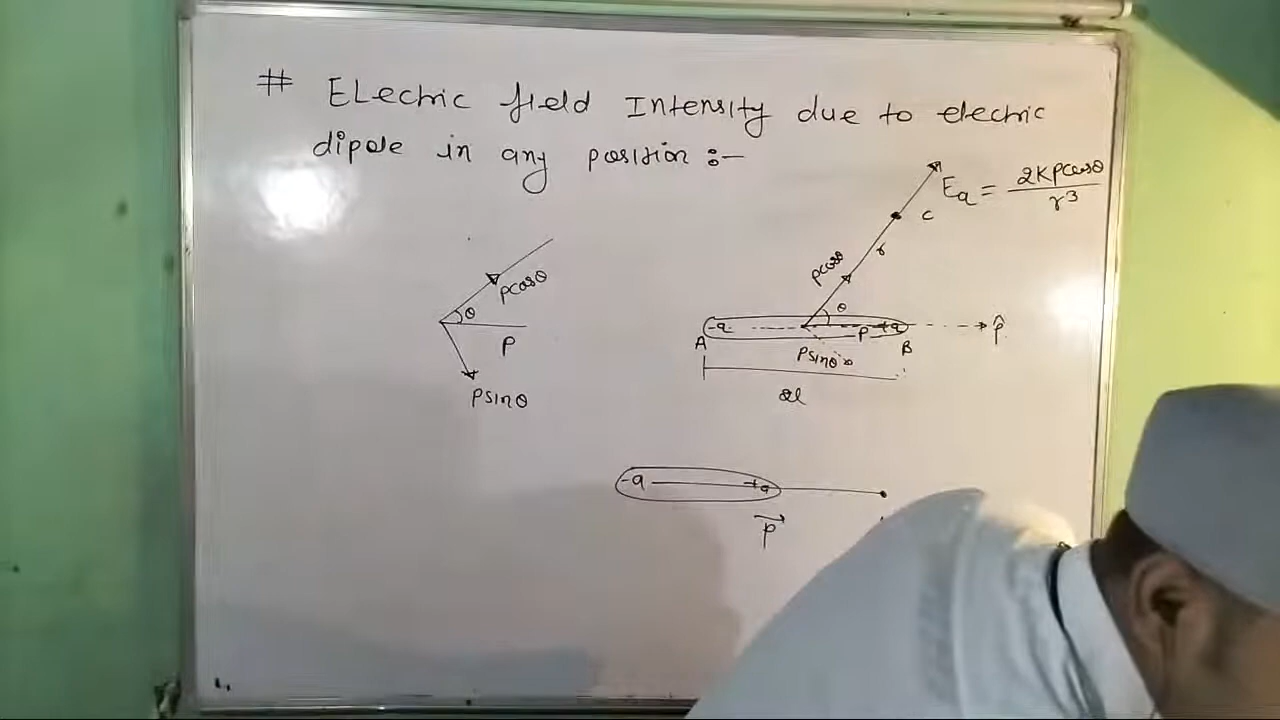 # Electric field Intensity due to electric
dipole in any position :-
Ea = 2Kpcosθ / r³
C
r
pcosθ
θ
-q
p +q
p̂
A
B
psinθ
2l
pcosθ
θ
p
psinθ
-q
+q
p⃗